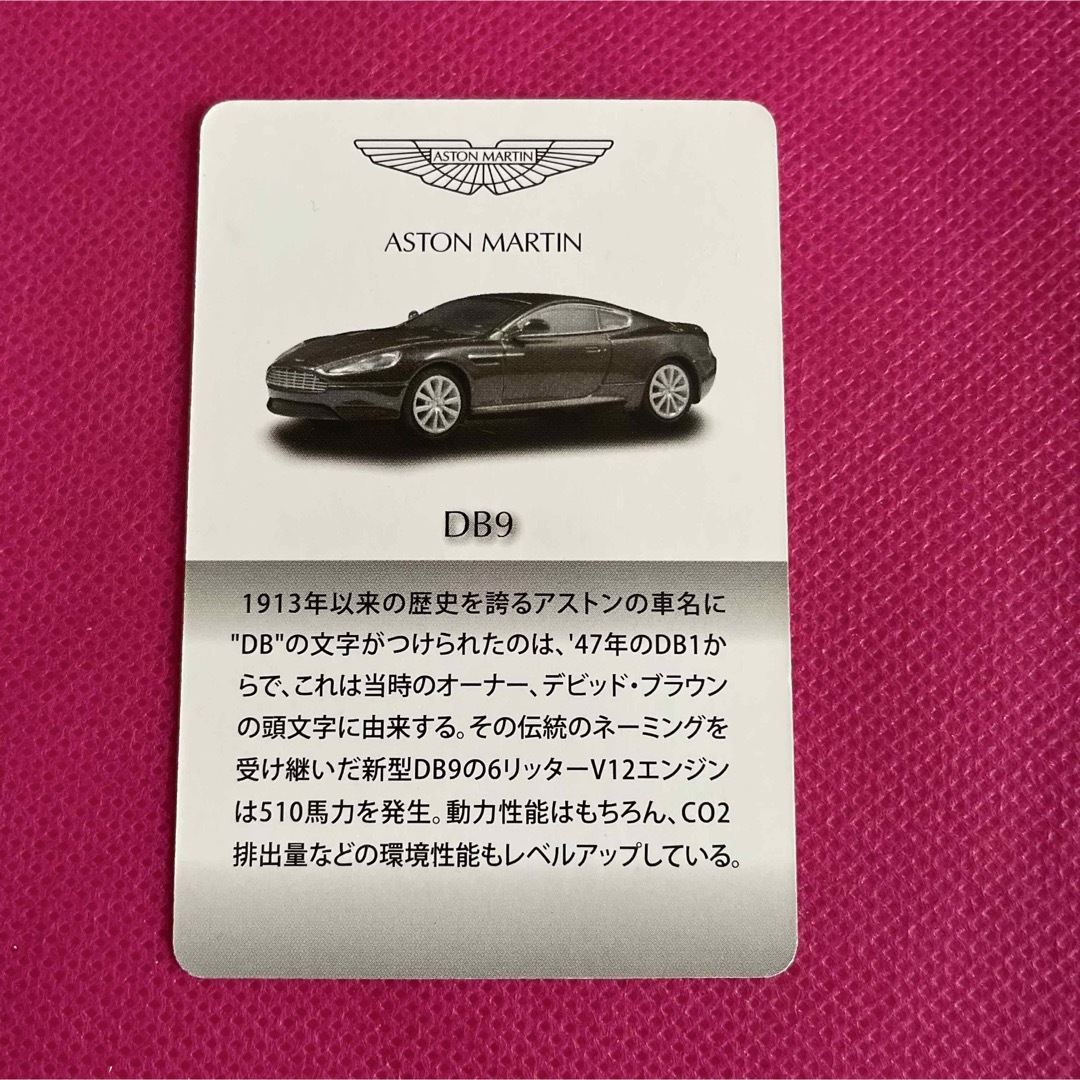 ASTON MARTIN
ASTON MARTIN
DB9
1913年以来の歴史を誇るアストンの車名に
"DB"の文字がつけられたのは、'47年のDB1か
らで、これは当時のオーナー、デビッド・ブラウン
の頭文字に由来する。その伝統のネーミングを
受け継いだ新型DB9の6リッターV12エンジン
は510馬力を発生。動力性能はもちろん、CO2
排出量などの環境性能もレベルアップしている。